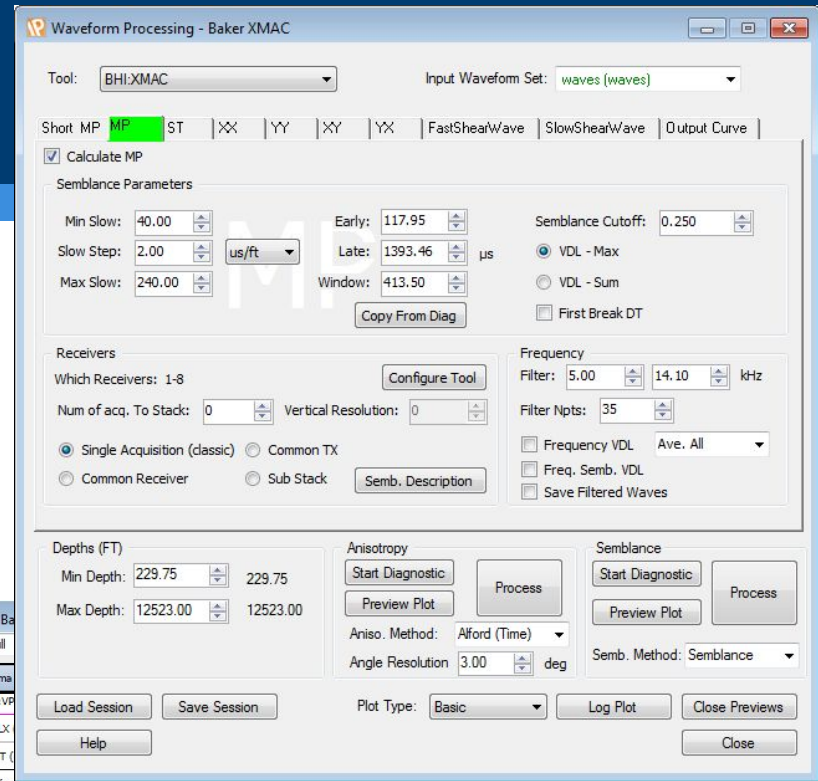 Waveform Processing - Baker XMAC
Tool: BHI:XMAC Input Waveform Set: waves (waves)
Short MP MP ST XX YY XY YX FastShearWave SlowShearWave Output Curve
Calculate MP
Semblance Parameters
MP
Min Slow: 40.00 Early: 117.95 Semblance Cutoff: 0.250
Slow Step: 2.00 us/ft Late: 1393.46 µs VDL - Max
Max Slow: 240.00 Window: 413.50 VDL - Sum
Copy From Diag First Break DT
Receivers Frequency
Which Receivers: 1-8 Configure Tool Filter: 5.00 14.10 kHz
Num of acq. To Stack: 0 Vertical Resolution: 0 Filter Npts: 35
Single Acquisition (classic) Common TX Frequency VDL Ave. All
Common Receiver Sub Stack Semb. Description Freq. Semb. VDL
Save Filtered Waves
Depths (FT) Anisotropy Semblance
Min Depth: 229.75 229.75 Start Diagnostic Process Start Diagnostic Process
Max Depth: 12523.00 12523.00 Preview Plot Preview Plot
Aniso. Method: Alford (Time)
Angle Resolution 3.00 deg Semb. Method: Semblance
Load Session Save Session Plot Type: Basic Log Plot Close Previews
Help Close